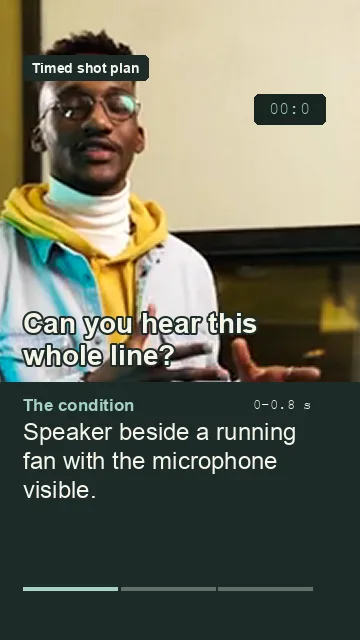 Timed shot plan
00:0
Can you hear this
whole line?
The condition
0–0.8 s
Speaker beside a running
fan with the microphone
visible.